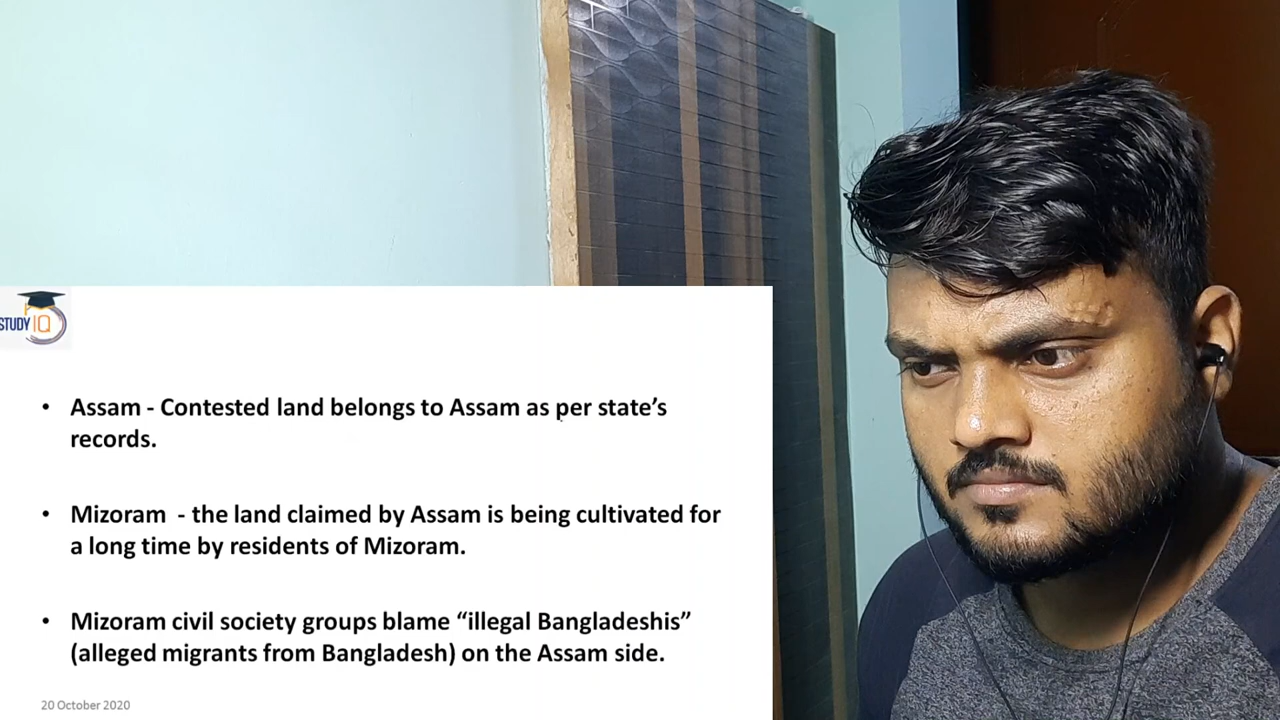 STUDY IQ
• Assam - Contested land belongs to Assam as per state's
records.
• Mizoram - the land claimed by Assam is being cultivated for
a long time by residents of Mizoram.
• Mizoram civil society groups blame “illegal Bangladeshis”
(alleged migrants from Bangladesh) on the Assam side.
20 October 2020